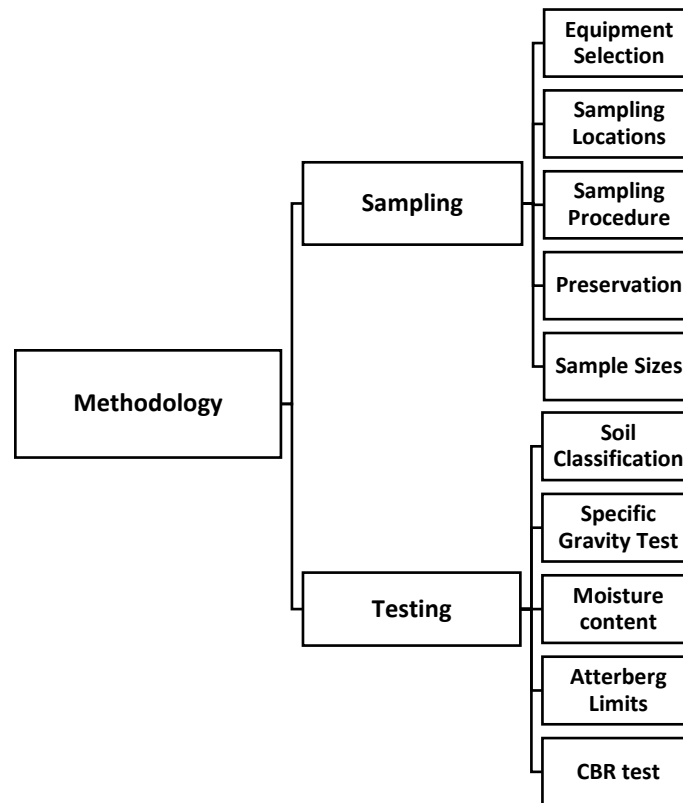 Equipment
Selection
Sampling
Locations
Sampling
Sampling
Procedure
Preservation
Methodology
Sample Sizes
Soil
Classification
Specific
Gravity Test
Testing
Moisture
content
Atterberg
Limits
CBR test